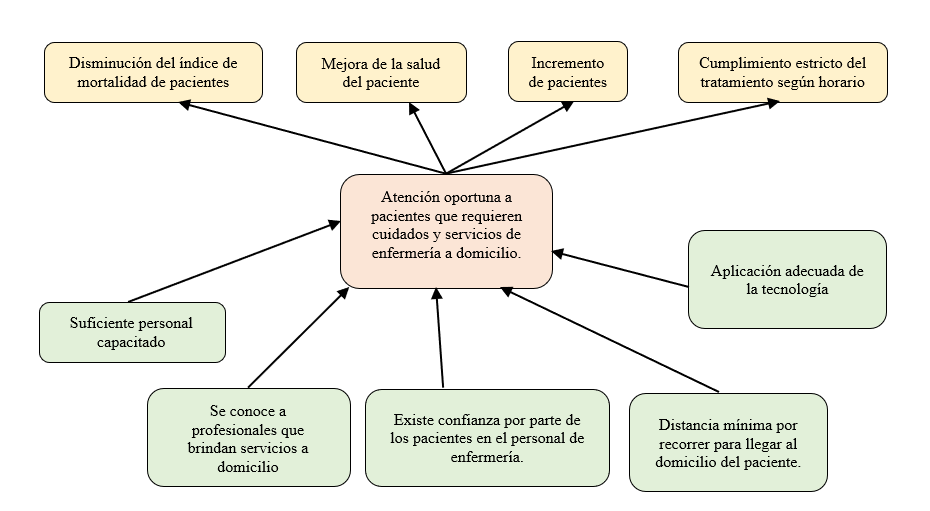 Disminución del índice de
mortalidad de pacientes
Mejora de la salud
del paciente
Incremento
de pacientes
Cumplimiento estricto del
tratamiento según horario
Atención oportuna a
pacientes que requieren
cuidados y servicios de
enfermería a domicilio.
Aplicación adecuada de
la tecnología
Suficiente personal
capacitado
Se conoce a
profesionales que
brindan servicios a
domicilio
Existe confianza por parte de
los pacientes en el personal de
enfermería.
Distancia mínima por
recorrer para llegar al
domicilio del paciente.